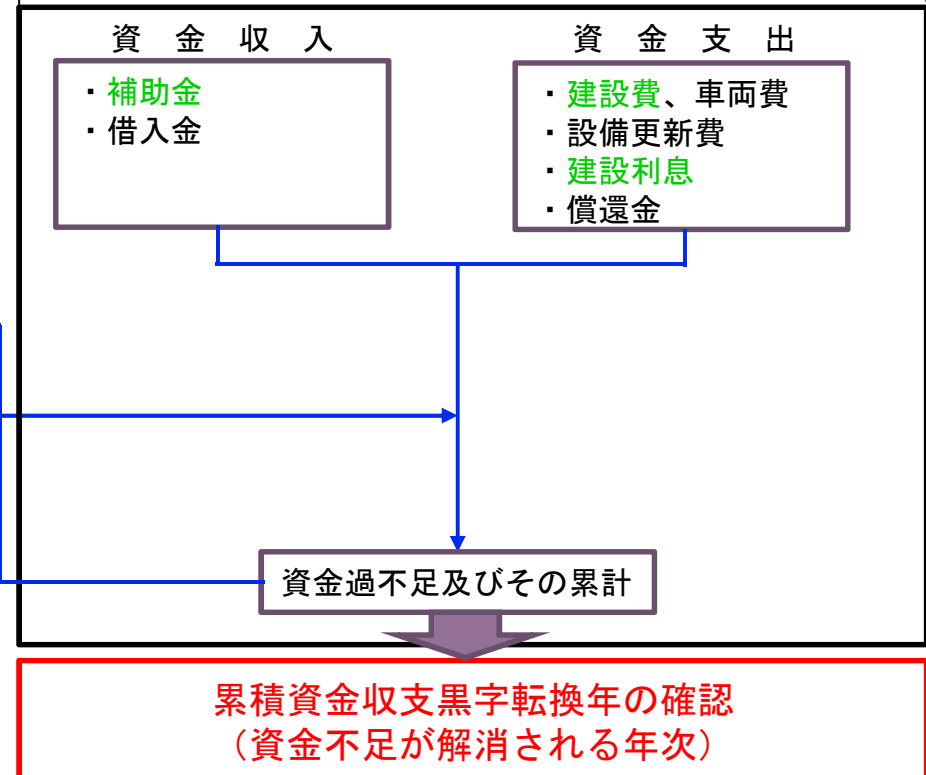 資金収入
・補助金
・借入金
資金支出
・建設費、車両費
・設備更新費
・建設利息
・償還金
資金過不足及びその累計
累積資金収支黒字転換年の確認
（資金不足が解消される年次）